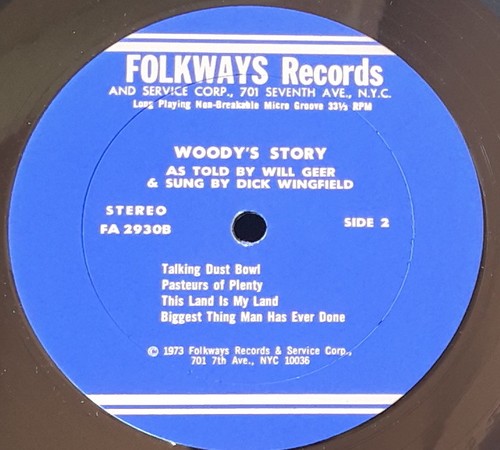 FOLKWAYS Records
AND SERVICE CORP., 701 SEVENTH AVE., N.Y.C.
Long Playing Non-Breakable Micro Groove 33⅓ RPM
WOODY'S STORY
AS TOLD BY WILL GEER
& SUNG BY DICK WINGFIELD
STEREO
FA 2930B
SIDE 2
Talking Dust Bowl
Pasteurs of Plenty
This Land Is My Land
Biggest Thing Man Has Ever Done
© 1973 Folkways Records & Service Corp.,
701 7th Ave., NYC 10036